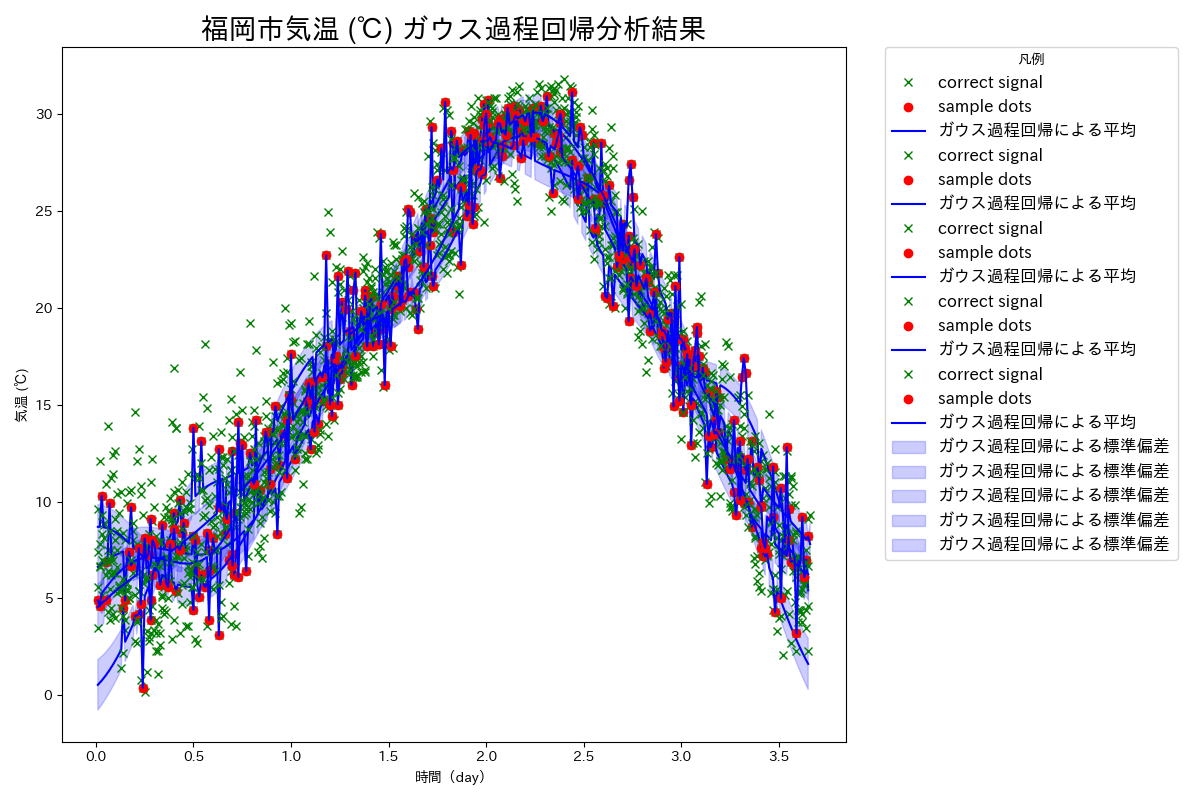 福岡市気温 (℃) ガウス過程回帰分析結果
気温 (℃)
30
25
20
15
10
5
0
0.0 0.5 1.0 1.5 2.0 2.5 3.0 3.5
時間（day）
凡例
correct signal
sample dots
ガウス過程回帰による平均
correct signal
sample dots
ガウス過程回帰による平均
correct signal
sample dots
ガウス過程回帰による平均
correct signal
sample dots
ガウス過程回帰による平均
correct signal
sample dots
ガウス過程回帰による平均
ガウス過程回帰による標準偏差
ガウス過程回帰による標準偏差
ガウス過程回帰による標準偏差
ガウス過程回帰による標準偏差
ガウス過程回帰による標準偏差